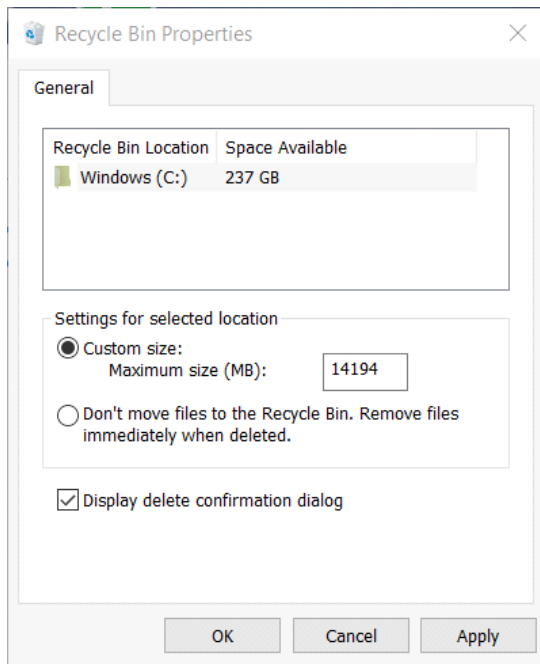 Recycle Bin Properties
General
Recycle Bin Location Space Available
Windows (C:) 237 GB
Settings for selected location
Custom size:
Maximum size (MB): 14194
Don't move files to the Recycle Bin. Remove files
immediately when deleted.
Display delete confirmation dialog
OK Cancel Apply